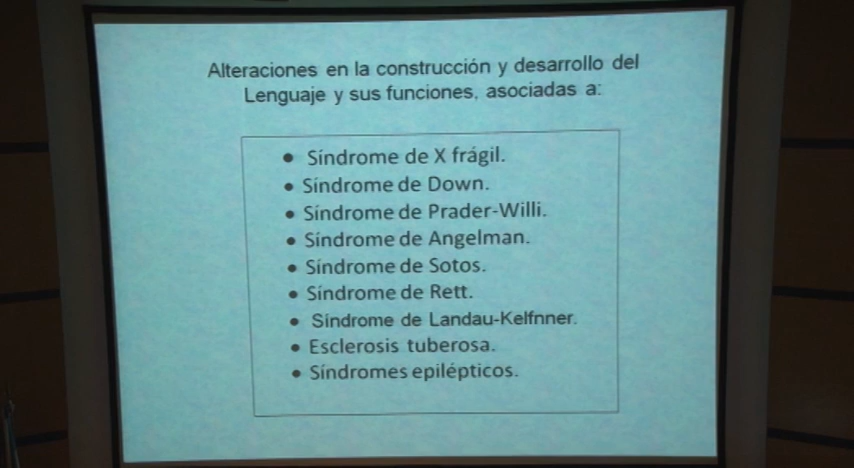 Alteraciones en la construcción y desarrollo del
Lenguaje y sus funciones, asociadas a:
• Síndrome de X frágil.
• Síndrome de Down.
• Síndrome de Prader-Willi.
• Síndrome de Angelman.
• Síndrome de Sotos.
• Síndrome de Rett.
• Síndrome de Landau-Kelfnner.
• Esclerosis tuberosa.
• Síndromes epilépticos.